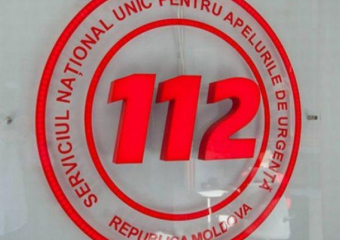 SERVICIUL NAȚIONAL UNIC PENTRU APELURILE DE URGENȚĂ
112
REPUBLICA MOLDOVA